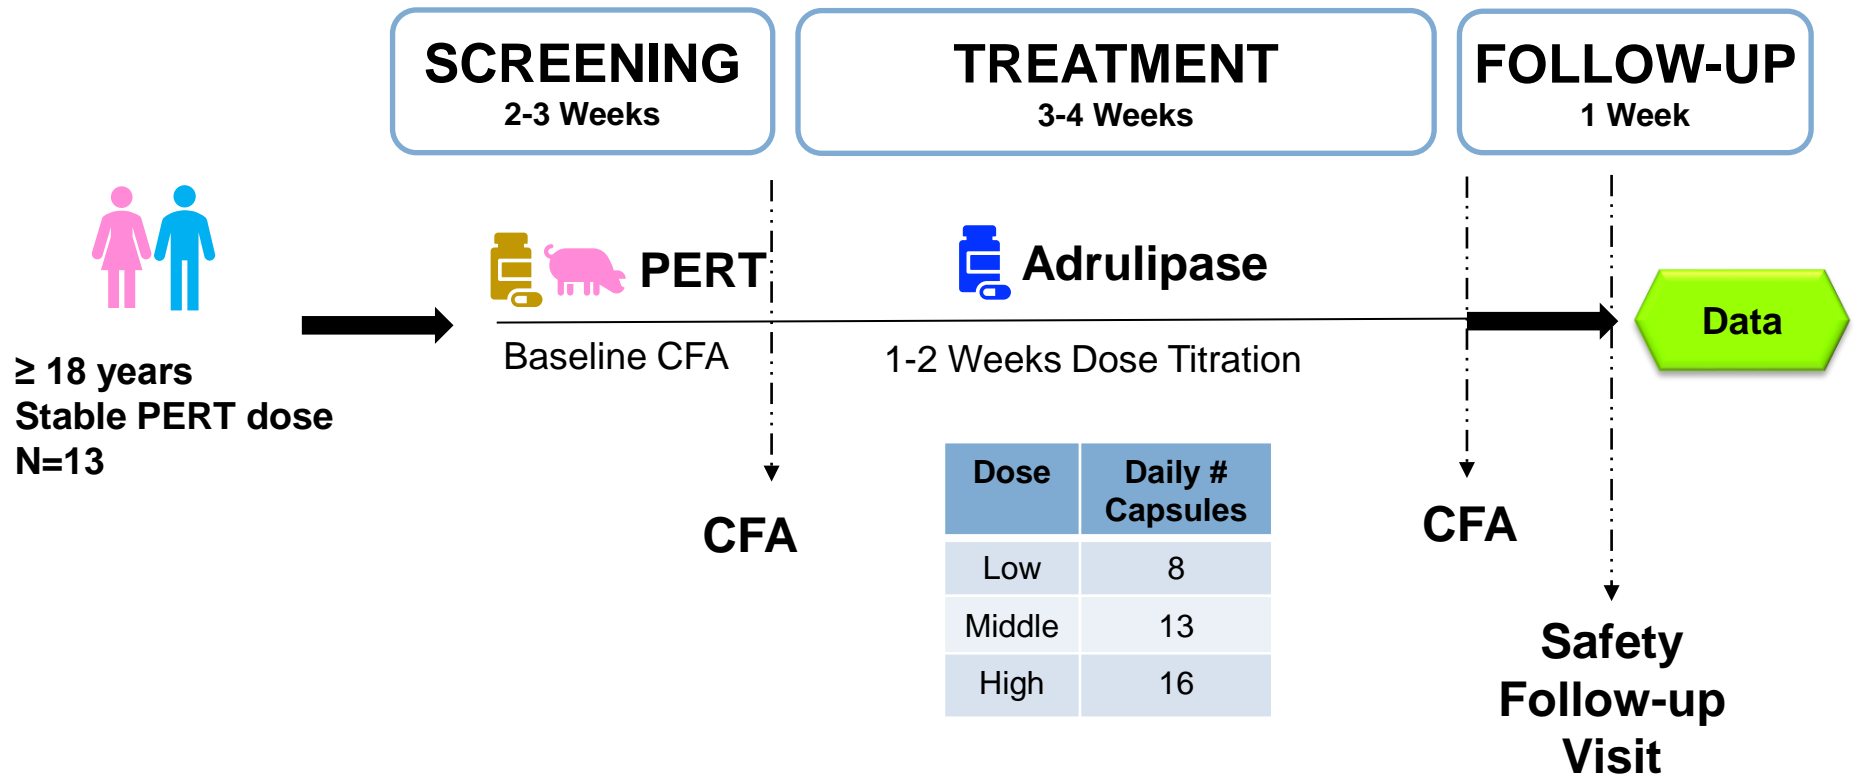 SCREENING
2-3 Weeks
TREATMENT
3-4 Weeks
FOLLOW-UP
1 Week
≥ 18 years
Stable PERT dose
N=13
PERT
Baseline CFA
Adrulipase
1-2 Weeks Dose Titration
Data
CFA
Dose Daily #
Capsules
Low 8
Middle 13
High 16
CFA
Safety
Follow-up
Visit